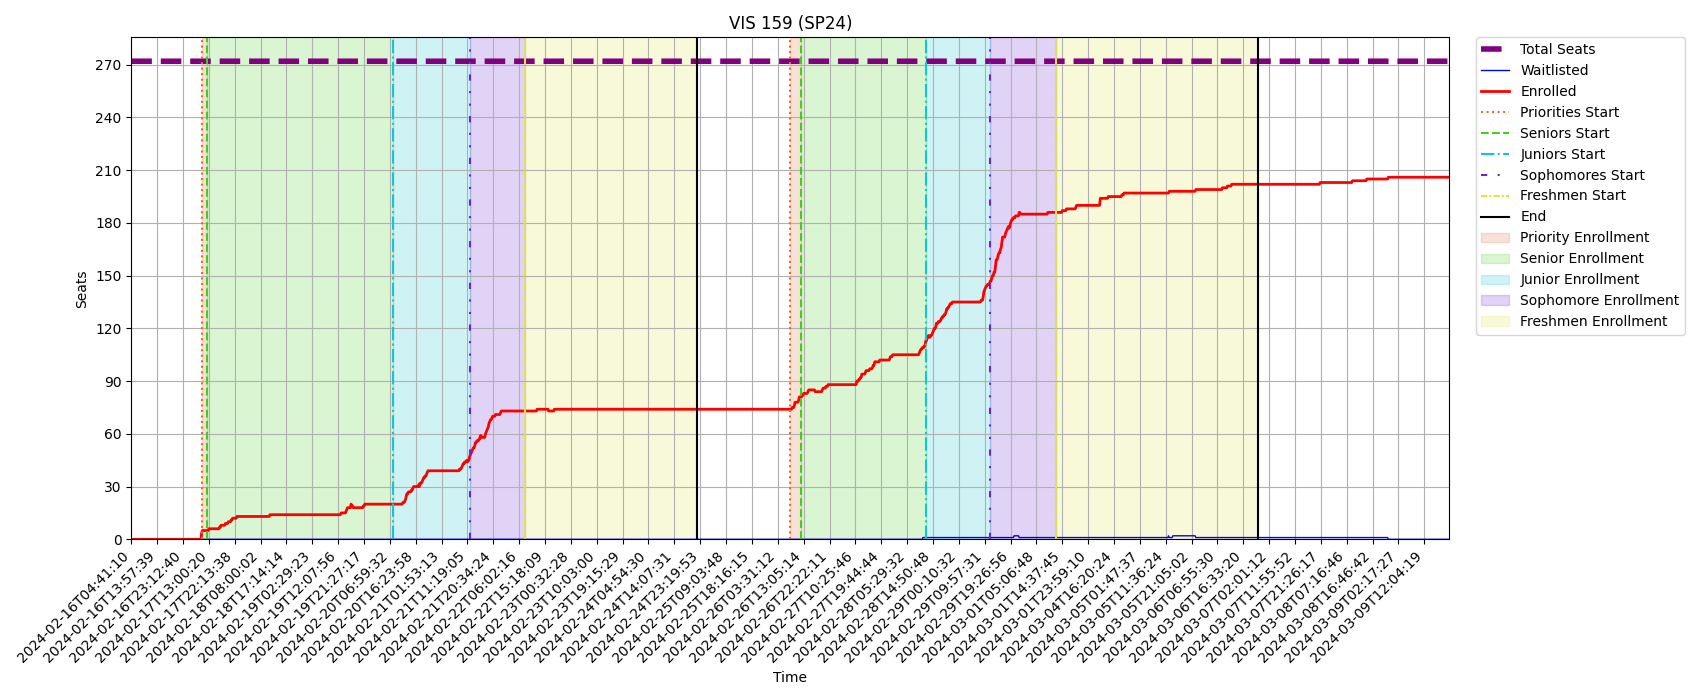 VIS 159 (SP24)
Seats
270
240
210
180
150
120
90
60
30
0
2024-02-16T04:41:10
2024-02-16T13:57:39
2024-02-16T23:12:40
2024-02-17T13:00:20
2024-02-17T22:13:38
2024-02-18T08:00:02
2024-02-18T17:14:14
2024-02-19T02:29:23
2024-02-19T12:07:56
2024-02-19T21:27:17
2024-02-20T06:59:32
2024-02-20T16:23:58
2024-02-21T01:53:13
2024-02-21T11:19:05
2024-02-21T20:34:24
2024-02-22T06:02:16
2024-02-22T15:18:09
2024-02-23T00:32:28
2024-02-23T10:03:00
2024-02-23T19:15:29
2024-02-24T04:54:30
2024-02-24T14:07:31
2024-02-24T23:19:53
2024-02-25T09:03:48
2024-02-25T18:16:15
2024-02-26T03:31:12
2024-02-26T13:05:14
2024-02-26T22:22:11
2024-02-27T10:25:46
2024-02-27T19:44:44
2024-02-28T05:29:32
2024-02-28T14:50:48
2024-02-29T00:10:32
2024-02-29T09:57:31
2024-02-29T19:26:56
2024-03-01T05:06:48
2024-03-01T14:37:45
2024-03-01T23:59:10
2024-03-04T16:20:24
2024-03-05T01:47:37
2024-03-05T11:36:24
2024-03-05T21:05:02
2024-03-06T06:55:30
2024-03-06T16:33:20
2024-03-07T02:01:12
2024-03-07T11:55:52
2024-03-07T21:26:17
2024-03-08T07:16:46
2024-03-08T16:46:42
2024-03-09T02:17:27
2024-03-09T12:04:19
Time
Total Seats
Waitlisted
Enrolled
Priorities Start
Seniors Start
Juniors Start
Sophomores Start
Freshmen Start
End
Priority Enrollment
Senior Enrollment
Junior Enrollment
Sophomore Enrollment
Freshmen Enrollment